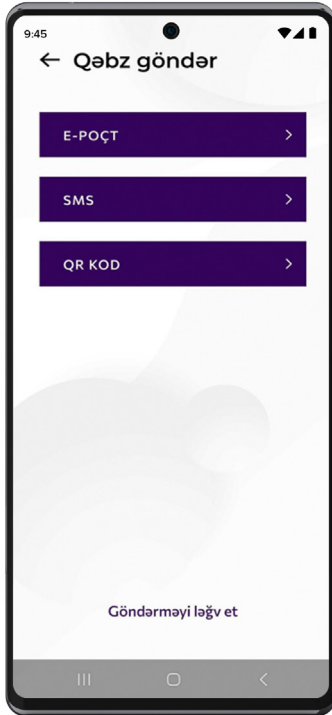 9:45
Qəbz göndər
E-POÇT
SMS
QR KOD
Göndərməyi ləğv et